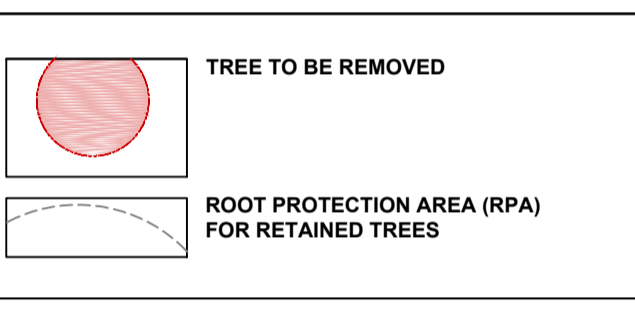 TREE TO BE REMOVED
ROOT PROTECTION AREA (RPA)
FOR RETAINED TREES